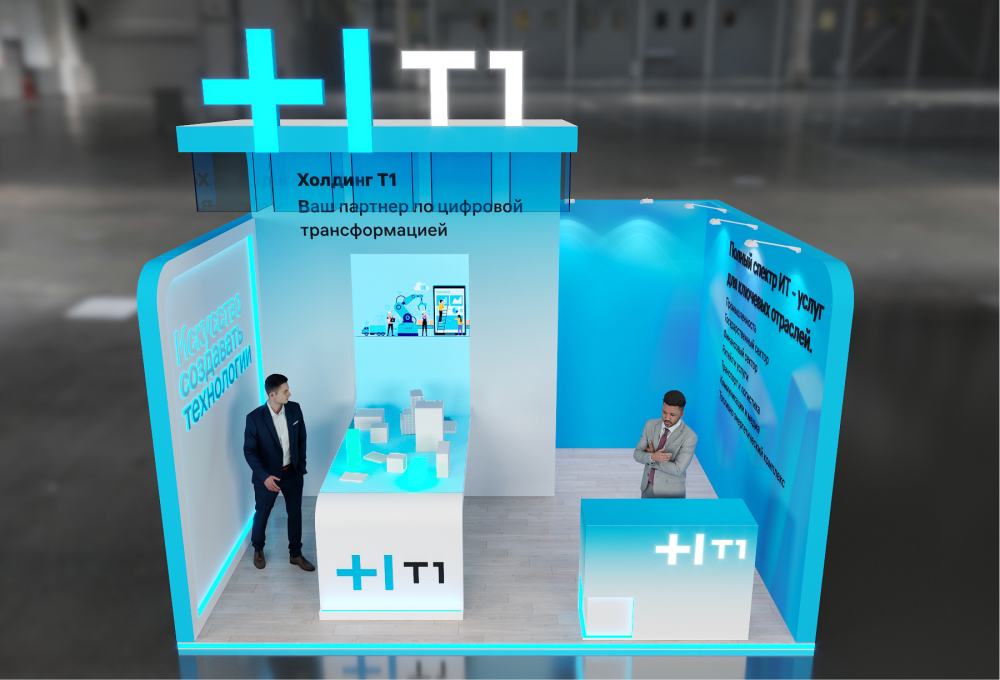 T1
Холдинг Т1
Ваш партнер по цифровой
трансформацией
Искусство
создавать
технологии
Полный спектр ИТ - услуг
для ключевых отраслей.
Промышленность
Государственный сектор
Финансовый сектор
Ритейл и услуги
Транспорт и логистика
Телекоммуникации и медиа
Топливно-энергетический комплекс
T1
T1